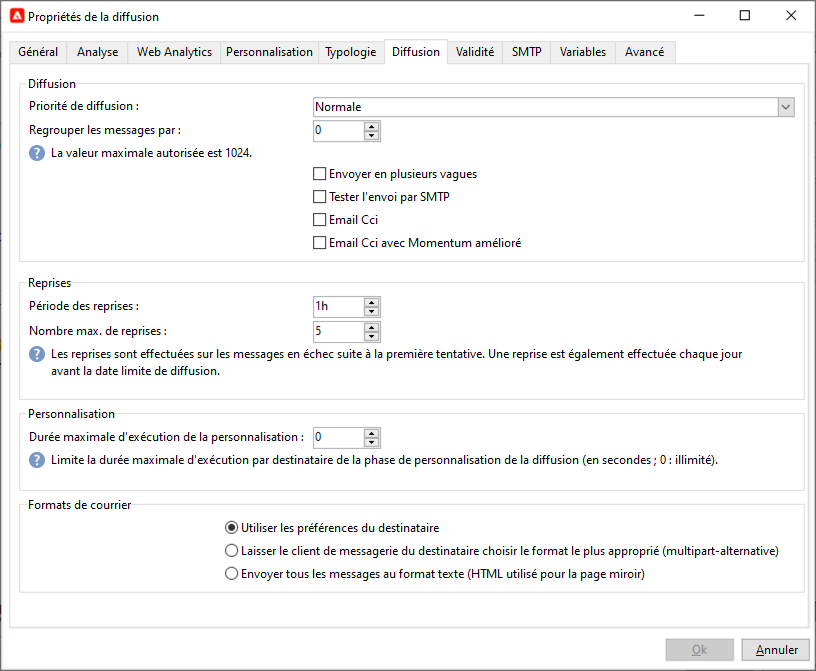 Propriétés de la diffusion
Général Analyse Web Analytics Personnalisation Typologie Diffusion Validité SMTP Variables Avancé
Diffusion
Priorité de diffusion : Normale
Regrouper les messages par : 0
? La valeur maximale autorisée est 1024.
Envoyer en plusieurs vagues
Tester l'envoi par SMTP
Email Cci
Email Cci avec Momentum amélioré
Reprises
Période des reprises : 1h
Nombre max. de reprises : 5
? Les reprises sont effectuées sur les messages en échec suite à la première tentative. Une reprise est également effectuée chaque jour
avant la date limite de diffusion.
Personnalisation
Durée maximale d'exécution de la personnalisation : 0
? Limite la durée maximale d'exécution par destinataire de la phase de personnalisation de la diffusion (en secondes ; 0 : illimité).
Formats de courrier
Utiliser les préférences du destinataire
Laisser le client de messagerie du destinataire choisir le format le plus approprié (multipart-alternative)
Envoyer tous les messages au format texte (HTML utilisé pour la page miroir)
Ok Annuler